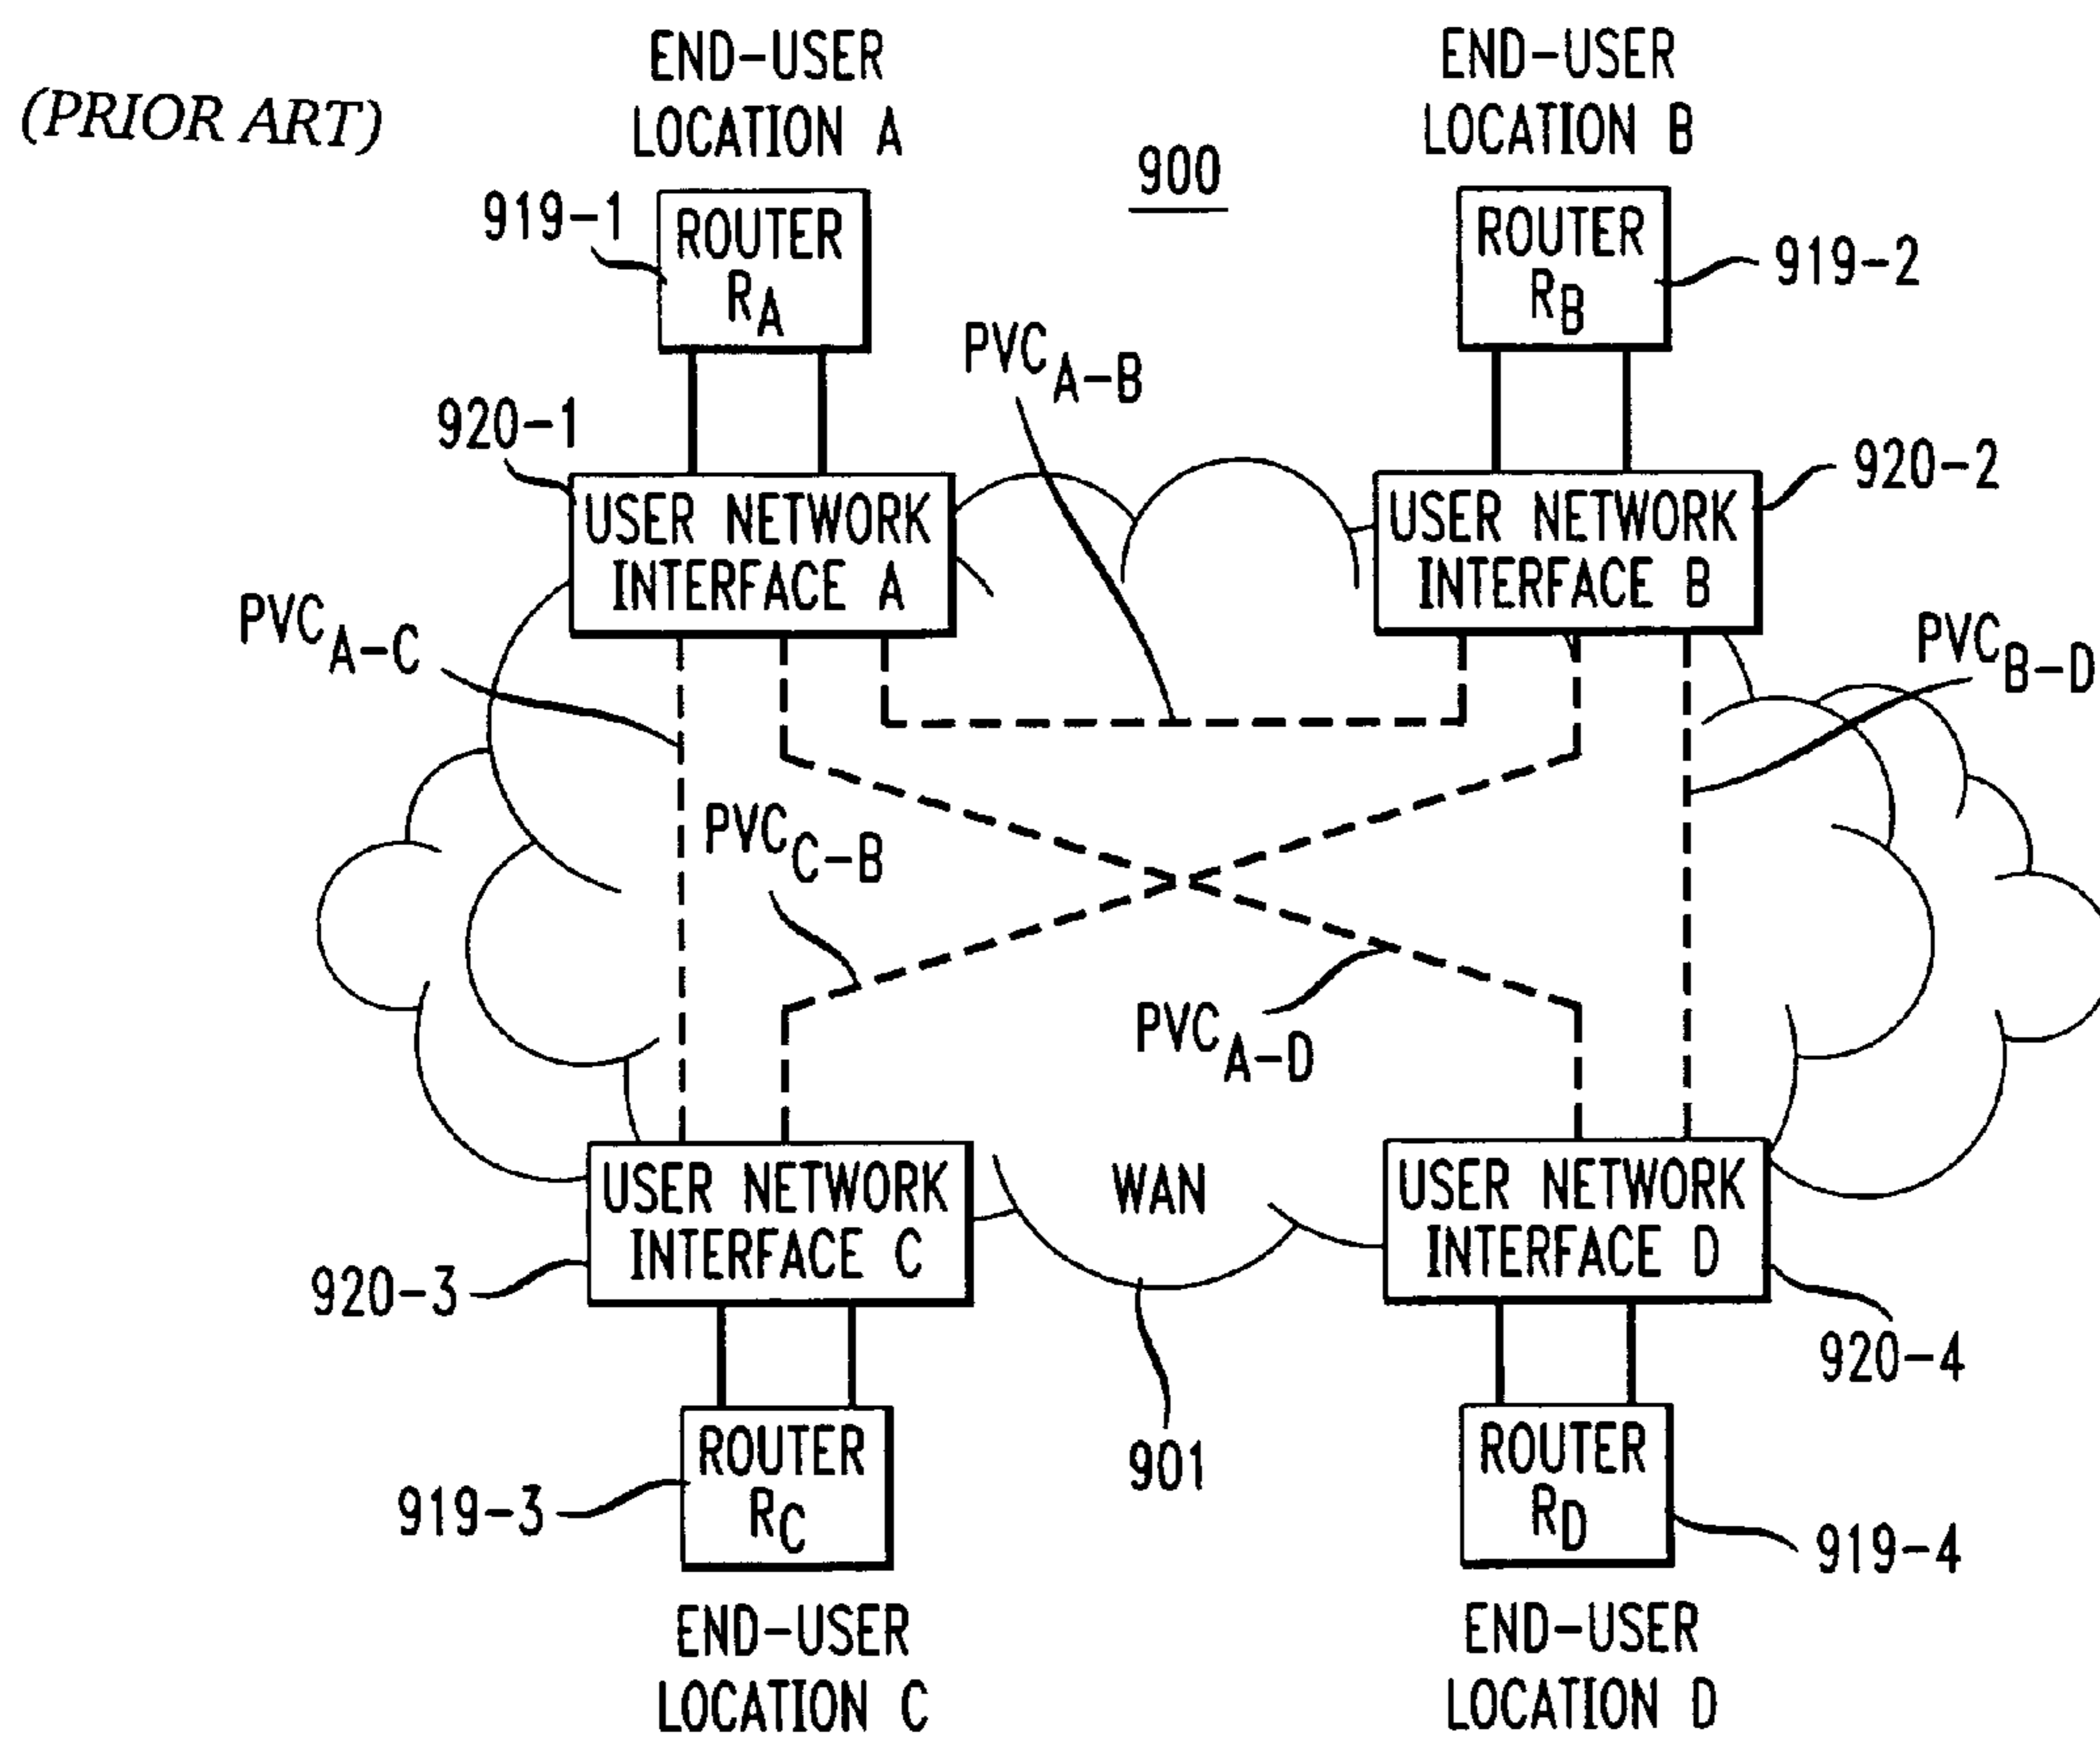 (PRIOR ART)
END-USER
LOCATION A
END-USER
LOCATION B
900
919-1
ROUTER
RA
ROUTER
RB
919-2
PVCA-B
920-1
USER NETWORK
INTERFACE A
USER NETWORK
INTERFACE B
920-2
PVCA-C
PVCB-D
PVCC-B
PVCA-D
USER NETWORK
INTERFACE C
WAN
USER NETWORK
INTERFACE D
920-3
920-4
901
919-3
ROUTER
RC
ROUTER
RD
919-4
END-USER
LOCATION C
END-USER
LOCATION D